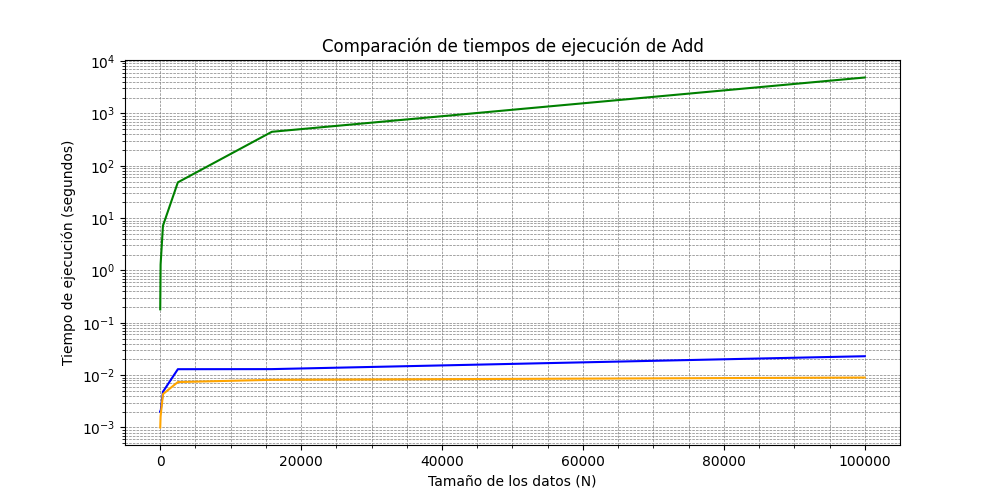 Comparación de tiempos de ejecución de Add
Tiempo de ejecución (segundos)
10^4
10^3
10^2
10^1
10^0
10^-1
10^-2
10^-3
0 20000 40000 60000 80000 100000
Tamaño de los datos (N)